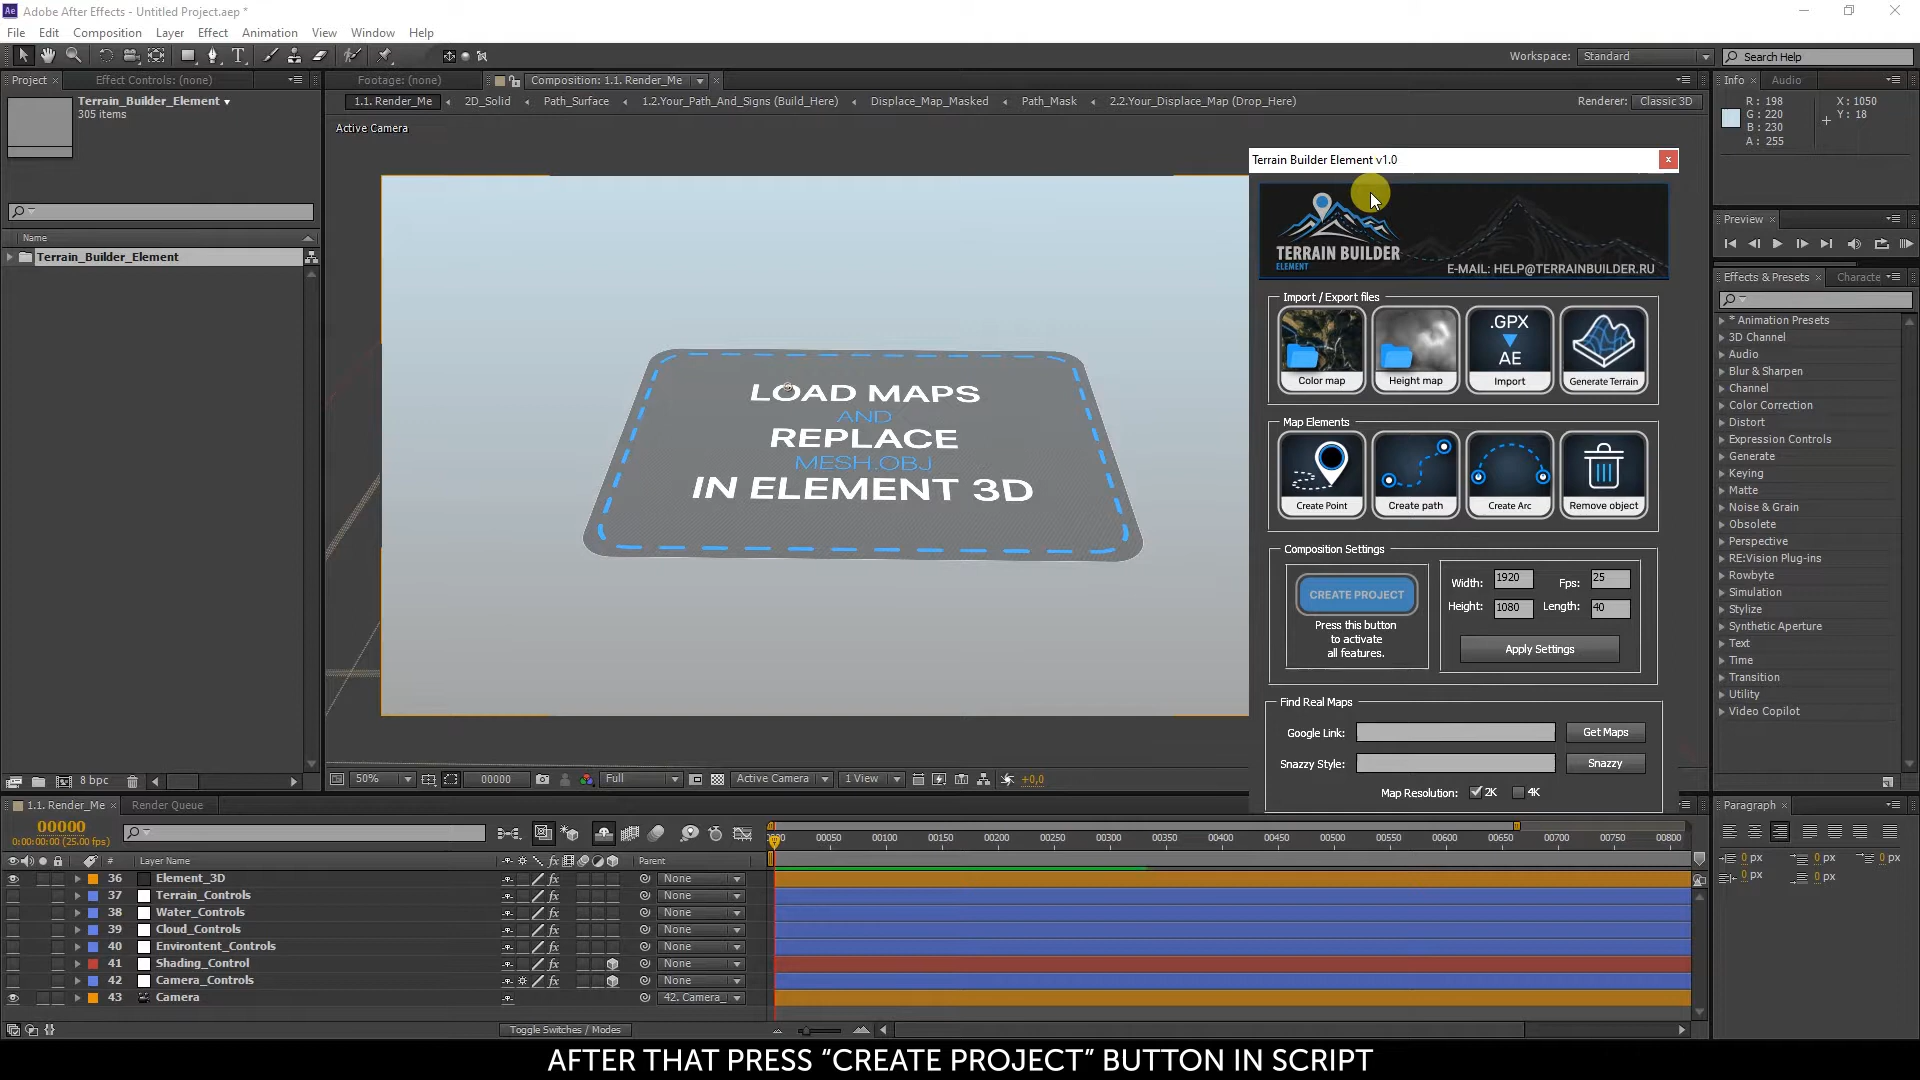 Ae Adobe After Effects - Untitled Project.aep *
File Edit Composition Layer Effect Animation View Window Help
Workspace: Standard Search Help
Project × Effect Controls: (none)
Terrain_Builder_Element
305 items
Name
Terrain_Builder_Element
8 bpc
Footage: (none) Composition: 1.1. Render_Me ×
1.1. Render_Me 2D_Solid Path_Surface 1.2.Your_Path_And_Signs (Build_Here) Displace_Map_Masked Path_Mask 2.2.Your_Displace_Map (Drop_Here) Renderer: Classic 3D
Active Camera
LOAD MAPS
AND
REPLACE
MESH.OBJ
IN ELEMENT 3D
50% 00000 Full Active Camera 1 View +0,0
Terrain Builder Element v1.0
TERRAIN BUILDER
ELEMENT
E-MAIL: HELP@TERRAINBUILDER.RU
Import / Export files
.GPX
AE
Color map Height map Import Generate Terrain
Map Elements
Create Point Create path Create Arc Remove object
Composition Settings
CREATE PROJECT
Press this button
to activate
all features.
Width: 1920 Fps: 25
Height: 1080 Length: 40
Apply Settings
Find Real Maps
Google Link: Get Maps
Snazzy Style: Snazzy
Map Resolution: 2K 4K
Info × Audio
R : 198
G : 220
B : 230
A : 255
X : 1050
Y : 18
Preview ×
Effects & Presets × Characte
* Animation Presets
3D Channel
Audio
Blur & Sharpen
Channel
Color Correction
Distort
Expression Controls
Generate
Keying
Matte
Noise & Grain
Obsolete
Perspective
RE:Vision Plug-ins
Rowbyte
Simulation
Stylize
Synthetic Aperture
Text
Time
Transition
Utility
Video Copilot
Paragraph ×
0 px 0 px 0 px
0 px 0 px
1.1. Render_Me × Render Queue
00000
0:00:00:00 (25.00 fps)
00050 00100 00150 00200 00250 00300 00350 00400 00450 00500 00550 00600 00650 00700 00750 00800
# Layer Name Parent
36 Element_3D None
37 Terrain_Controls None
38 Water_Controls None
39 Cloud_Controls None
40 Environtent_Controls None
41 Shading_Control None
42 Camera_Controls None
43 Camera 42. Camera_
Toggle Switches / Modes
AFTER THAT PRESS “CREATE PROJECT” BUTTON IN SCRIPT